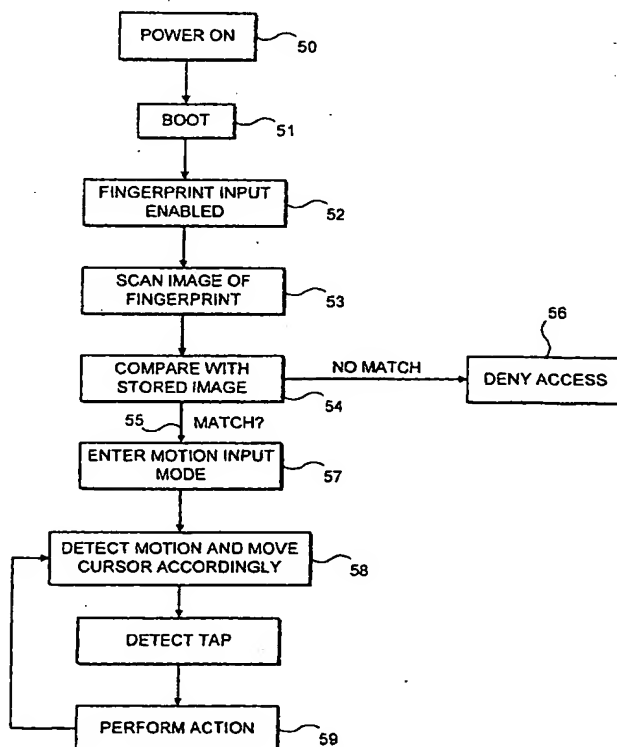 POWER ON
50
BOOT
51
FINGERPRINT INPUT
ENABLED
52
SCAN IMAGE OF
FINGERPRINT
53
COMPARE WITH
STORED IMAGE
54
NO MATCH
56
DENY ACCESS
55
MATCH?
ENTER MOTION INPUT
MODE
57
DETECT MOTION AND MOVE
CURSOR ACCORDINGLY
58
DETECT TAP
PERFORM ACTION
59